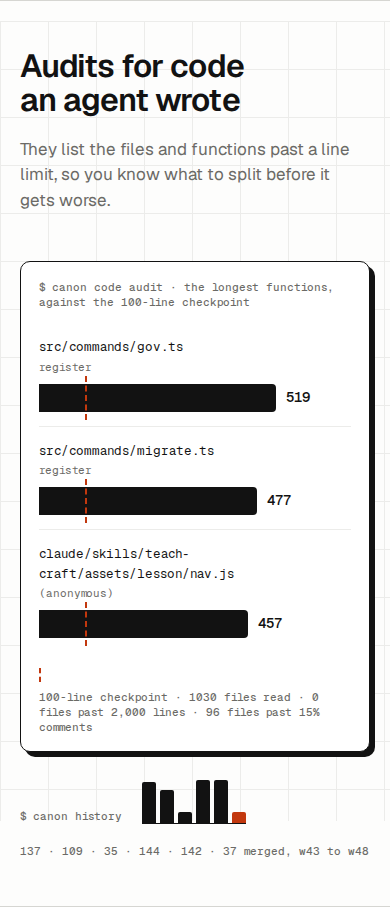 Audits for code
an agent wrote
They list the files and functions past a line
limit, so you know what to split before it
gets worse.
$ canon code audit · the longest functions,
against the 100-line checkpoint
src/commands/gov.ts
register
519
src/commands/migrate.ts
register
477
claude/skills/teach-
craft/assets/lesson/nav.js
(anonymous)
457
100-line checkpoint · 1030 files read · 0
files past 2,000 lines · 96 files past 15%
comments
$ canon history
137 · 109 · 35 · 144 · 142 · 37 merged, w43 to w48